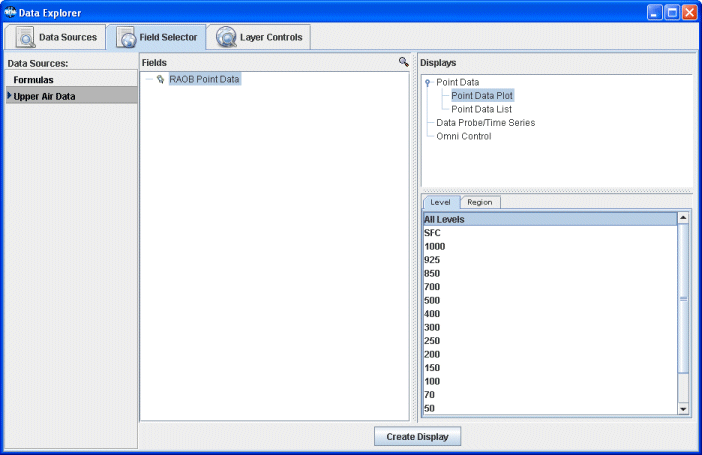 Data Explorer
Data Sources
Field Selector
Layer Controls
Data Sources:
Formulas
Upper Air Data
Fields
RAOB Point Data
Displays
Point Data
Point Data Plot
Point Data List
Data Probe/Time Series
Omni Control
Level
Region
All Levels
SFC
1000
925
850
700
500
400
300
250
200
150
100
70
50
Create Display